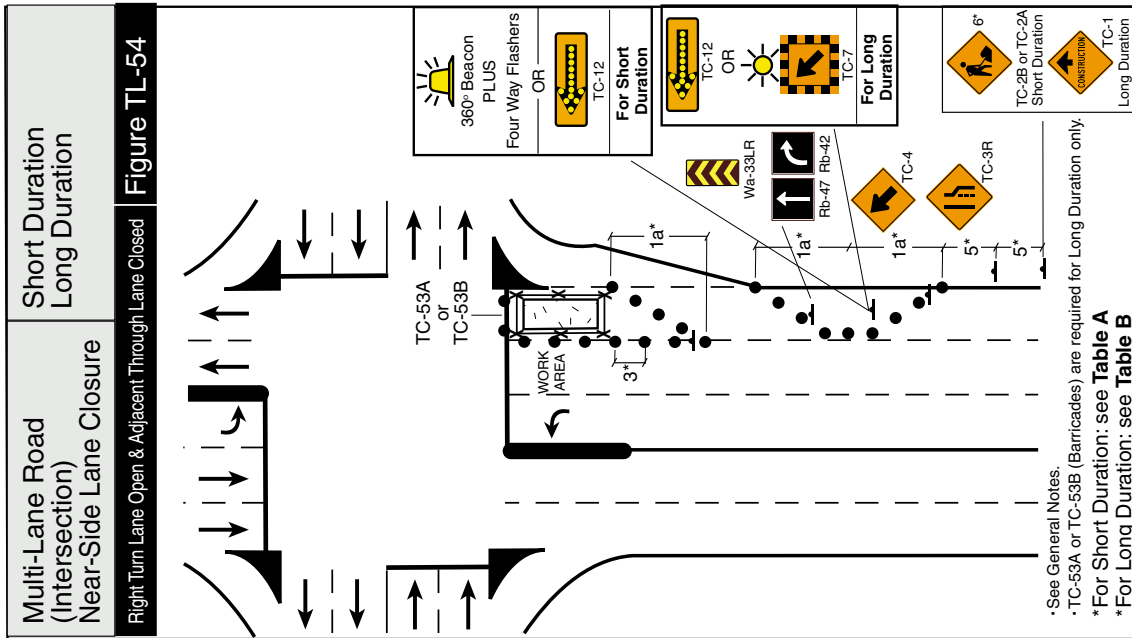 Multi-Lane Road
(Intersection)
Near-Side Lane Closure
Short Duration
Long Duration
Right Turn Lane Open & Adjacent Through Lane Closed
Figure TL-54
360° Beacon
PLUS
Four Way Flashers
OR
TC-12
For Short
Duration
TC-12
OR
TC-7
For Long
Duration
6*
TC-2B or TC-2A
Short Duration
CONSTRUCTION
TC-1
Long Duration
Wa-33LR
Rb-47
Rb-42
TC-4
TC-3R
TC-53A
or
TC-53B
WORK
AREA
3*
1a*
1a*
1a*
5*
5*
·See General Notes.
·TC-53A or TC-53B (Barricades) are required for Long Duration only.
*For Short Duration: see Table A
*For Long Duration: see Table B